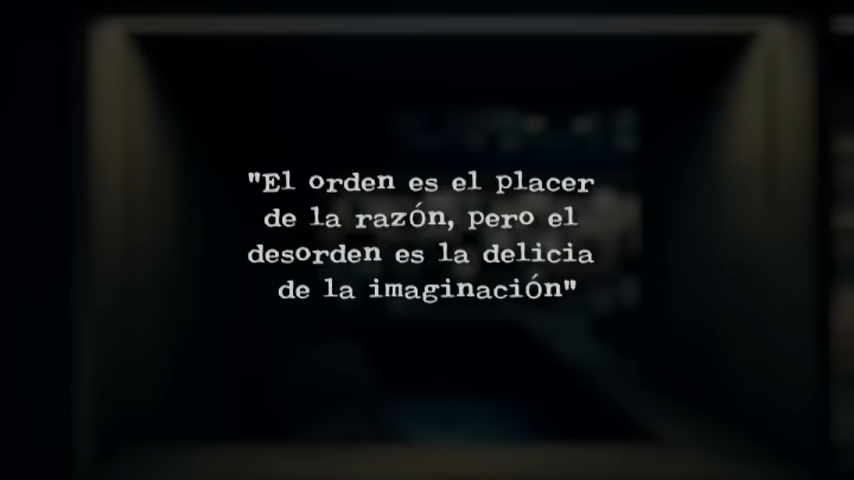 "El orden es el placer
de la razón, pero el
desorden es la delicia
de la imaginación"